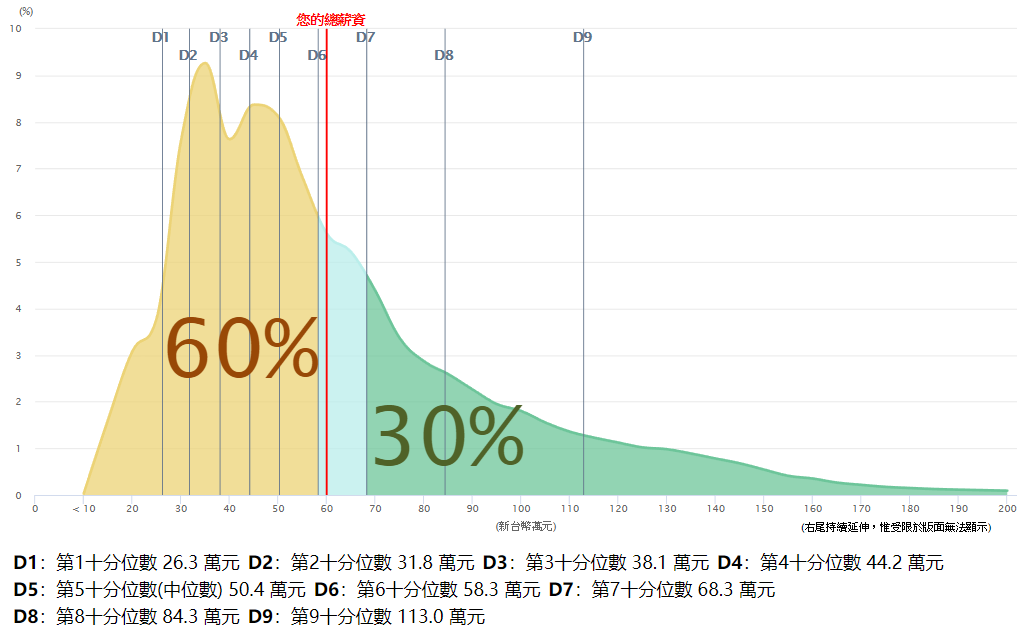 (%)
您的總薪資
10
D1 D3 D5 D7 D9
D2 D4 D6 D8
9
8
7
6
5
4
60%
3
2
30%
1
0
0 < 10 20 30 40 50 60 70 80 90 100 110 120 130 140 150 160 170 180 190 200
(新台幣萬元)
(右尾持續延伸，惟受限於版面無法顯示)
D1：第1十分位數 26.3 萬元 D2：第2十分位數 31.8 萬元 D3：第3十分位數 38.1 萬元 D4：第4十分位數 44.2 萬元
D5：第5十分位數(中位數) 50.4 萬元 D6：第6十分位數 58.3 萬元 D7：第7十分位數 68.3 萬元
D8：第8十分位數 84.3 萬元 D9：第9十分位數 113.0 萬元